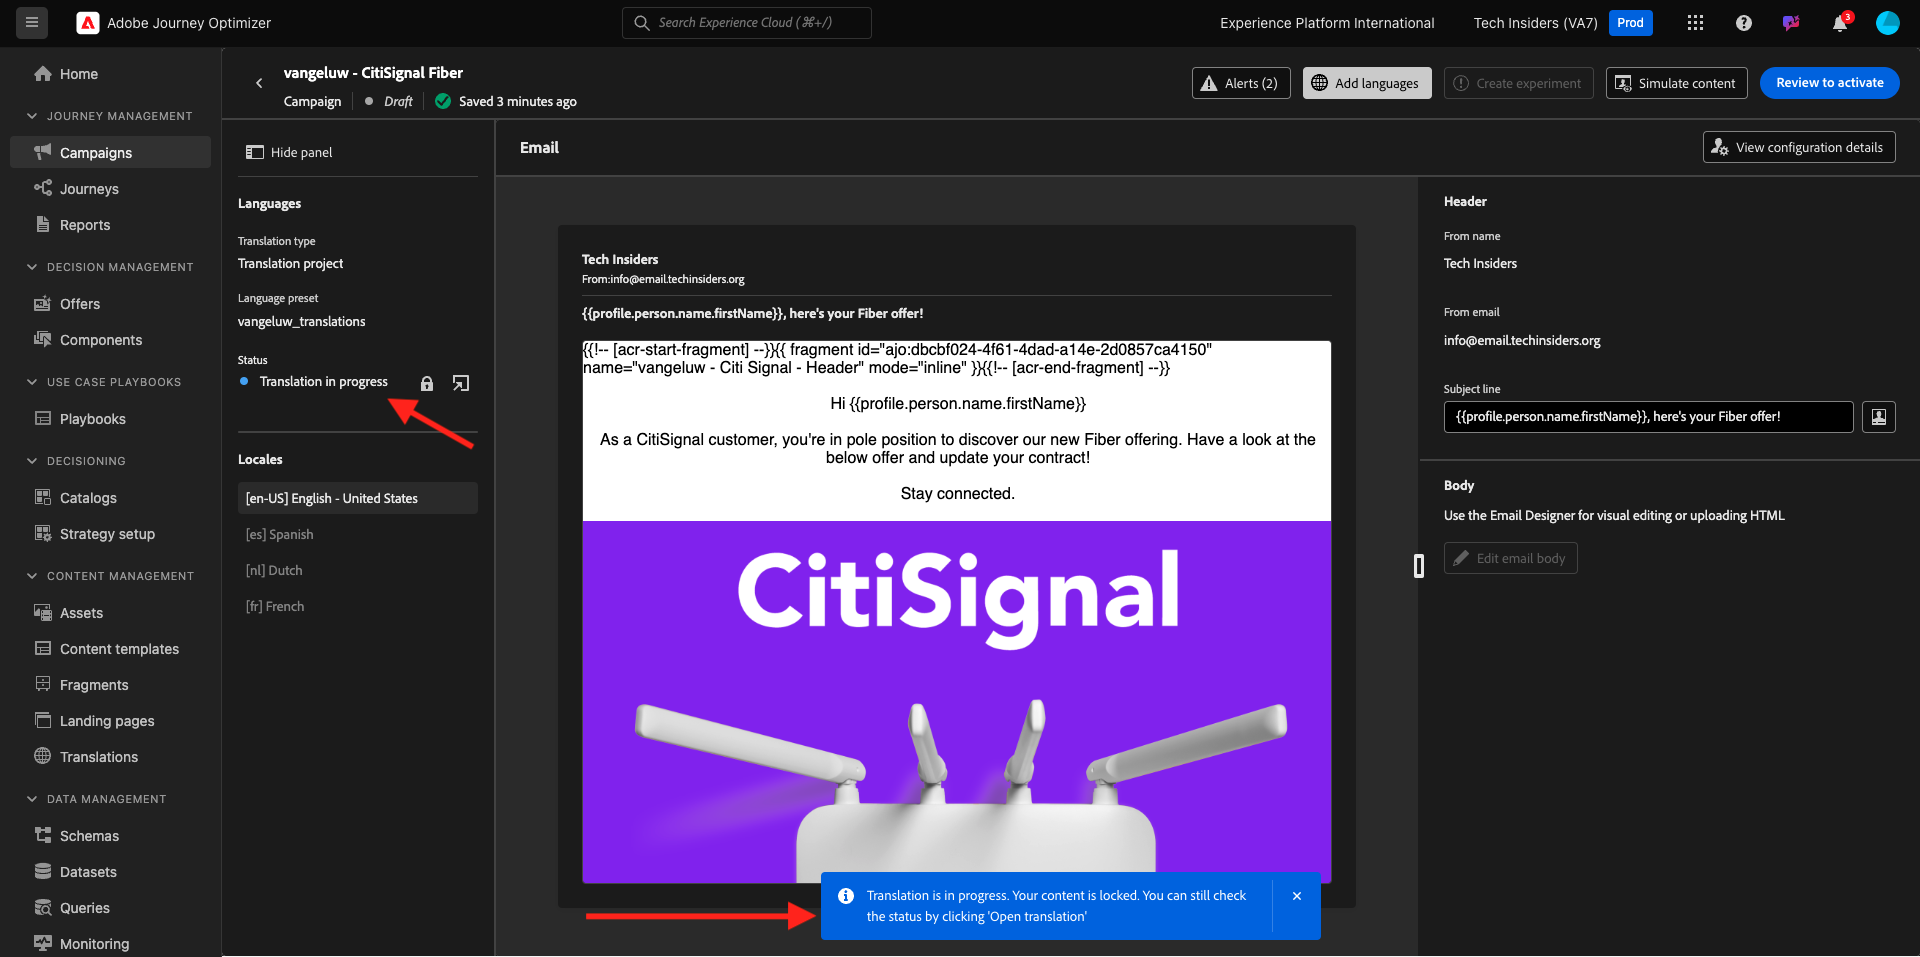 Adobe Journey Optimizer
Search Experience Cloud (⌘+/)
Experience Platform International
Tech Insiders (VA7)
Prod
3
Home
JOURNEY MANAGEMENT
Campaigns
Journeys
Reports
DECISION MANAGEMENT
Offers
Components
USE CASE PLAYBOOKS
Playbooks
DECISIONING
Catalogs
Strategy setup
CONTENT MANAGEMENT
Assets
Content templates
Fragments
Landing pages
Translations
DATA MANAGEMENT
Schemas
Datasets
Queries
Monitoring
vangeluw - CitiSignal Fiber
Campaign
Draft
Saved 3 minutes ago
Alerts (2)
Add languages
Create experiment
Simulate content
Review to activate
Hide panel
Languages
Translation type
Translation project
Language preset
vangeluw_translations
Status
Translation in progress
Locales
[en-US] English - United States
[es] Spanish
[nl] Dutch
[fr] French
Email
View configuration details
Tech Insiders
From:info@email.techinsiders.org
{{profile.person.name.firstName}}, here's your Fiber offer!
{{!-- [acr-start-fragment] --}}{{ fragment id="ajo:dbcbf024-4f61-4dad-a14e-2d0857ca4150"
name="vangeluw - Citi Signal - Header" mode="inline" }}{{!-- [acr-end-fragment] --}}
Hi {{profile.person.name.firstName}}
As a CitiSignal customer, you're in pole position to discover our new Fiber offering. Have a look at the
below offer and update your contract!
Stay connected.
CitiSignal
Translation is in progress. Your content is locked. You can still check
the status by clicking 'Open translation'
Header
From name
Tech Insiders
From email
info@email.techinsiders.org
Subject line
{{profile.person.name.firstName}}, here's your Fiber offer!
Body
Use the Email Designer for visual editing or uploading HTML
Edit email body